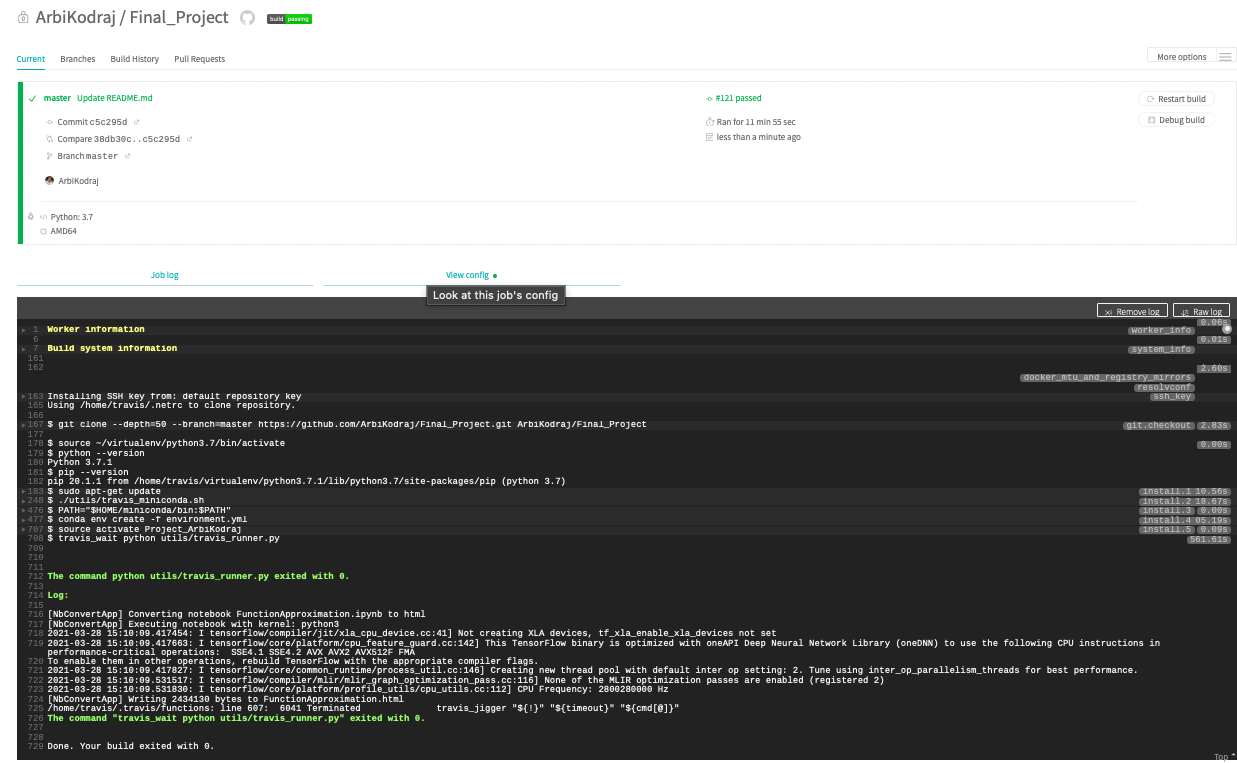 ArbiKodraj / Final_Project build passing
Current Branches Build History Pull Requests More options
master Update README.md #121 passed Restart build
Commit c5c295d Ran for 11 min 55 sec Debug build
Compare 38db30c..c5c295d less than a minute ago
Branch master
ArbiKodraj
Python: 3.7
AMD64
Job log View config
Look at this job's config
Remove log Raw log
1 Worker information worker_info 0.06s
6 0.01s
7 Build system information system_info
161
162 2.60s
docker_mtu_and_registry_mirrors
resolvconf
163 Installing SSH key from: default repository key ssh_key
165 Using /home/travis/.netrc to clone repository.
166
167 $ git clone --depth=50 --branch=master https://github.com/ArbiKodraj/Final_Project.git ArbiKodraj/Final_Project git.checkout 2.83s
177
178 $ source ~/virtualenv/python3.7/bin/activate 0.00s
179 $ python --version
180 Python 3.7.1
181 $ pip --version
182 pip 20.1.1 from /home/travis/virtualenv/python3.7.1/lib/python3.7/site-packages/pip (python 3.7)
183 $ sudo apt-get update install.1 10.56s
248 $ ./utils/travis_miniconda.sh install.2 18.67s
476 $ PATH="$HOME/miniconda/bin:$PATH" install.3 0.00s
477 $ conda env create -f environment.yml install.4 05.19s
707 $ source activate Project_ArbiKodraj install.5 0.09s
708 $ travis_wait python utils/travis_runner.py 561.61s
709
710
711
712 The command python utils/travis_runner.py exited with 0.
713
714 Log:
715
716 [NbConvertApp] Converting notebook FunctionApproximation.ipynb to html
717 [NbConvertApp] Executing notebook with kernel: python3
718 2021-03-28 15:10:09.417454: I tensorflow/compiler/jit/xla_cpu_device.cc:41] Not creating XLA devices, tf_xla_enable_xla_devices not set
719 2021-03-28 15:10:09.417663: I tensorflow/core/platform/cpu_feature_guard.cc:142] This TensorFlow binary is optimized with oneAPI Deep Neural Network Library (oneDNN) to use the following CPU instructions in
performance-critical operations:  SSE4.1 SSE4.2 AVX AVX2 AVX512F FMA
720 To enable them in other operations, rebuild TensorFlow with the appropriate compiler flags.
721 2021-03-28 15:10:09.417827: I tensorflow/core/common_runtime/process_util.cc:146] Creating new thread pool with default inter op setting: 2. Tune using inter_op_parallelism_threads for best performance.
722 2021-03-28 15:10:09.531517: I tensorflow/compiler/mlir/mlir_graph_optimization_pass.cc:116] None of the MLIR optimization passes are enabled (registered 2)
723 2021-03-28 15:10:09.531830: I tensorflow/core/platform/profile_utils/cpu_utils.cc:112] CPU Frequency: 2800280000 Hz
724 [NbConvertApp] Writing 2434130 bytes to FunctionApproximation.html
725 /home/travis/.travis/functions: line 607:  6041 Terminated              travis_jigger "${!}" "${timeout}" "${cmd[@]}"
726 The command "travis_wait python utils/travis_runner.py" exited with 0.
727
728
729 Done. Your build exited with 0.
Top